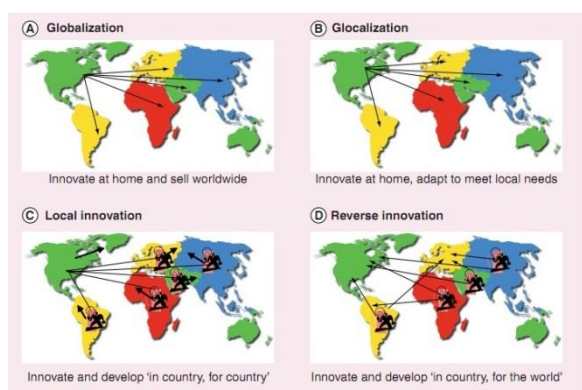 A Globalization
B Glocalization
Innovate at home and sell worldwide
Innovate at home, adapt to meet local needs
C Local innovation
D Reverse innovation
Innovate and develop 'in country, for country'
Innovate and develop 'in country, for the world'